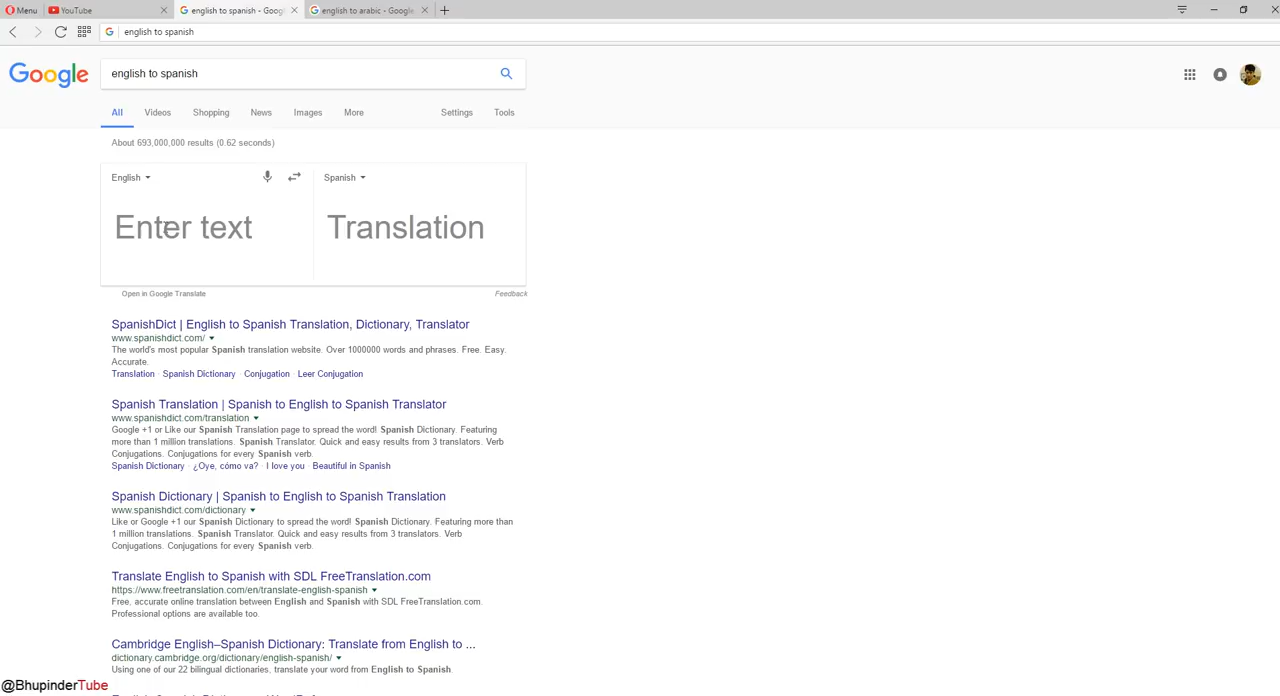 Menu YouTube english to spanish - Goog english to arabic - Google
english to spanish
Google english to spanish
All Videos Shopping News Images More Settings Tools
About 693,000,000 results (0.62 seconds)
English Spanish
Enter text Translation
Open in Google Translate Feedback
SpanishDict | English to Spanish Translation, Dictionary, Translator
www.spanishdict.com/
The world's most popular Spanish translation website. Over 1000000 words and phrases. Free. Easy.
Accurate.
Translation · Spanish Dictionary · Conjugation · Leer Conjugation
Spanish Translation | Spanish to English to Spanish Translator
www.spanishdict.com/translation
Google +1 or Like our Spanish Translation page to spread the word! Spanish Dictionary. Featuring
more than 1 million translations. Spanish Translator. Quick and easy results from 3 translators. Verb
Conjugations. Conjugations for every Spanish verb.
Spanish Dictionary · ¿Oye, cómo va? · I love you · Beautiful in Spanish
Spanish Dictionary | Spanish to English to Spanish Translation
www.spanishdict.com/dictionary
Like or Google +1 our Spanish Dictionary to spread the word! Spanish Dictionary. Featuring more than
1 million translations. Spanish Translator. Quick and easy results from 3 translators. Verb
Conjugations. Conjugations for every Spanish verb.
Translate English to Spanish with SDL FreeTranslation.com
https://www.freetranslation.com/en/translate-english-spanish
Free, accurate online translation between English and Spanish with SDL FreeTranslation.com.
Professional options are available too.
Cambridge English–Spanish Dictionary: Translate from English to ...
dictionary.cambridge.org/dictionary/english-spanish/
Using one of our 22 bilingual dictionaries, translate your word from English to Spanish.
@BhupinderTube